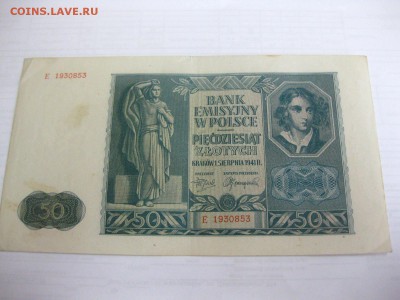 COINS.LAVE.RU
E 1930853
BANK
EMISYJNY
W POLSCE
PIĘĆDZIESIĄT
ZŁOTYCH
KRAKÓW 1. SIERPNIA 1941 R.
E 1930853
50
50
50